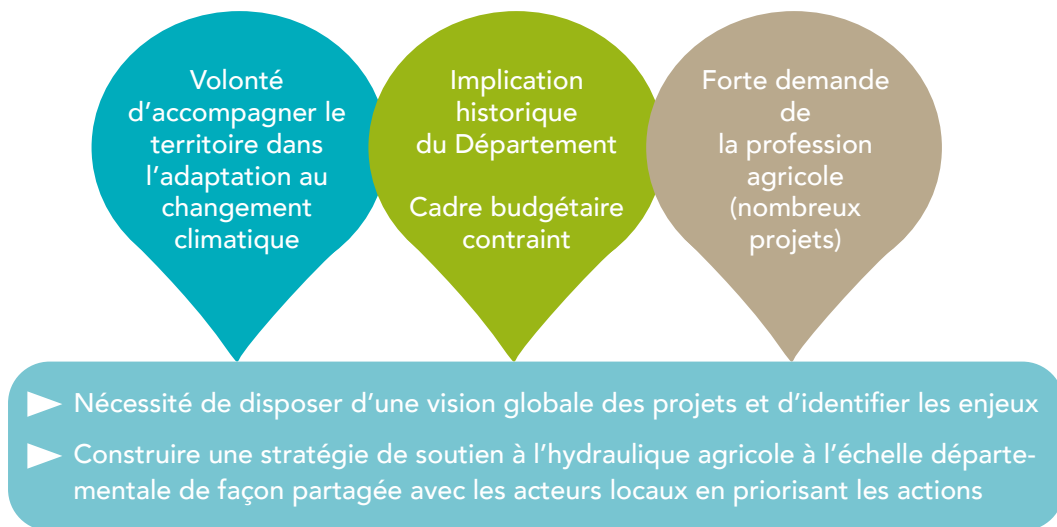 Volonté
d’accompagner le
territoire dans
l’adaptation au
changement
climatique
Implication
historique
du Département
Cadre budgétaire
contraint
Forte demande
de
la profession
agricole
(nombreux
projets)
Nécessité de disposer d’une vision globale des projets et d’identifier les enjeux
Construire une stratégie de soutien à l’hydraulique agricole à l’échelle départe-
mentale de façon partagée avec les acteurs locaux en priorisant les actions